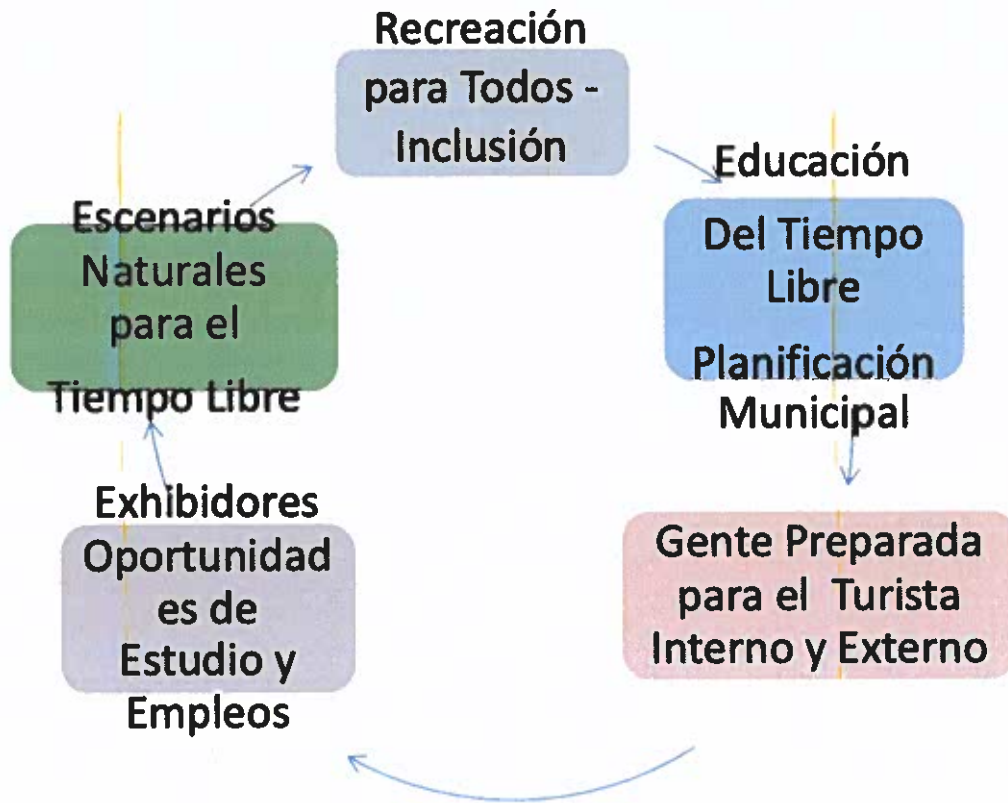 Recreación
para Todos -
Inclusión
Educación
Del Tiempo
Libre
Planificación
Municipal
Gente Preparada
para el Turista
Interno y Externo
Exhibidores
Oportunidad
es de
Estudio y
Empleos
Escenarios
Naturales
para el
Tiempo Libre